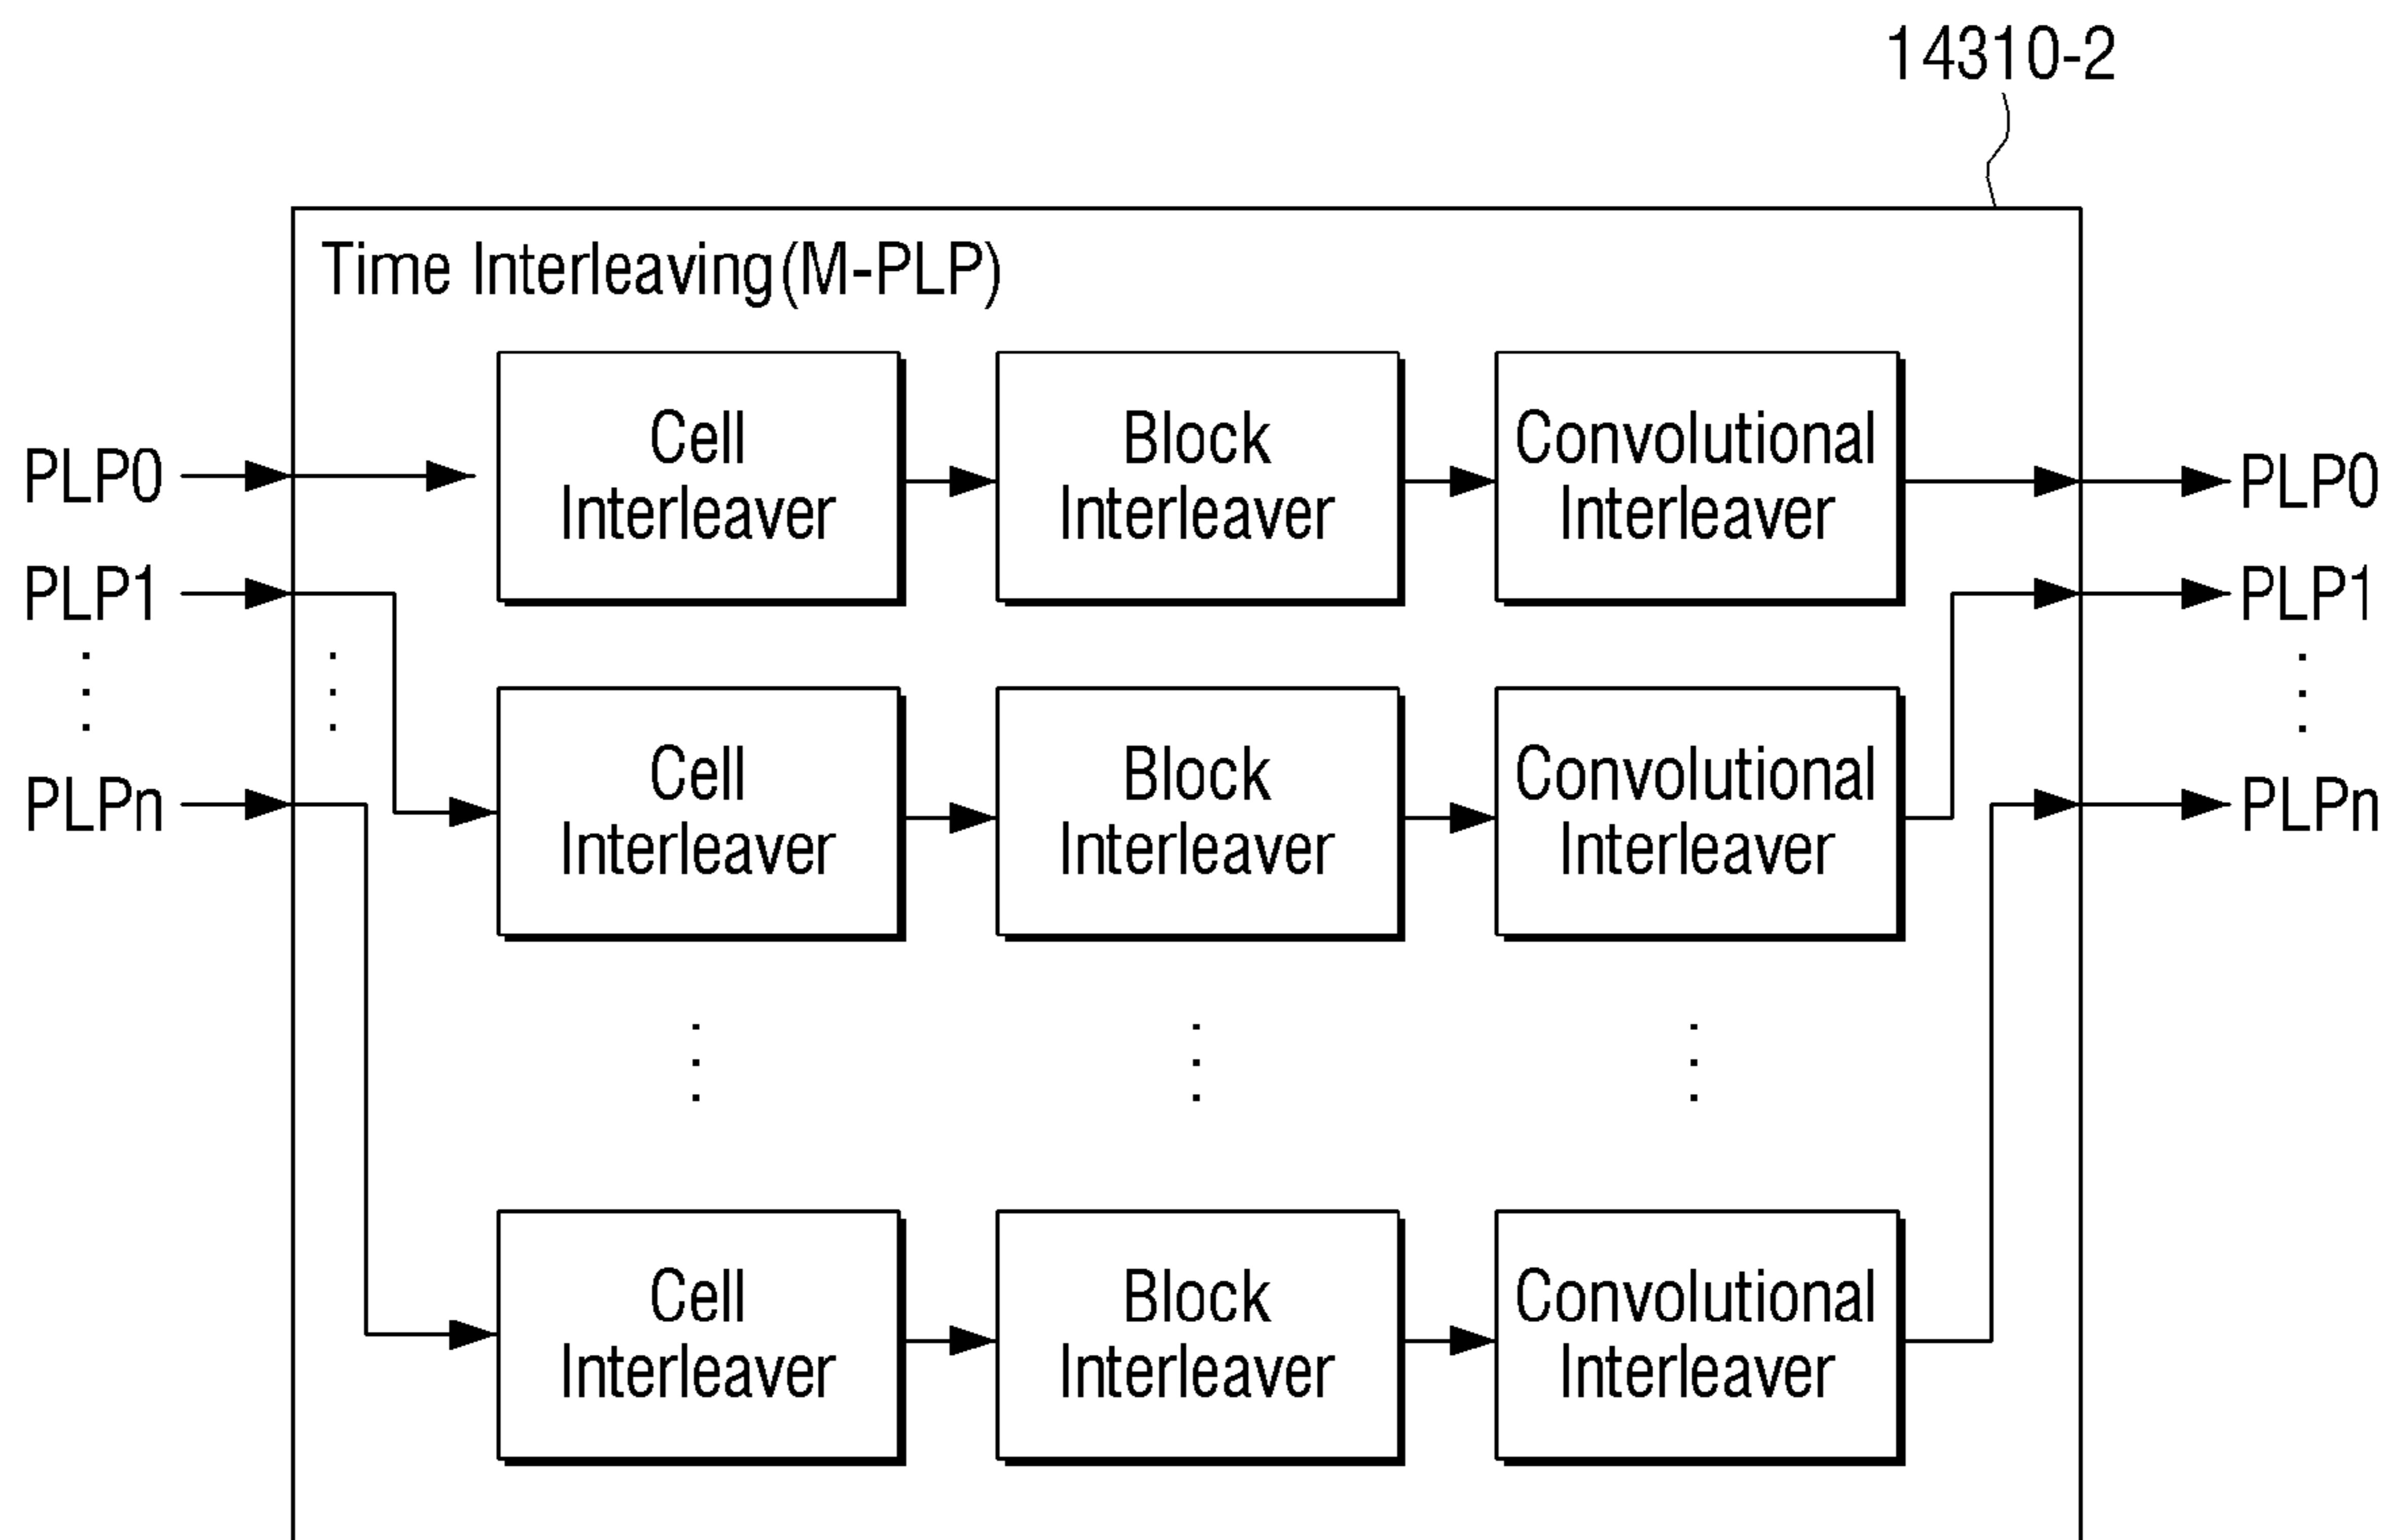 14310-2
Time Interleaving(M-PLP)
PLP0
Cell
Interleaver
Block
Interleaver
Convolutional
Interleaver
PLP0
PLP1
PLP1
PLPn
Cell
Interleaver
Block
Interleaver
Convolutional
Interleaver
PLPn
Cell
Interleaver
Block
Interleaver
Convolutional
Interleaver